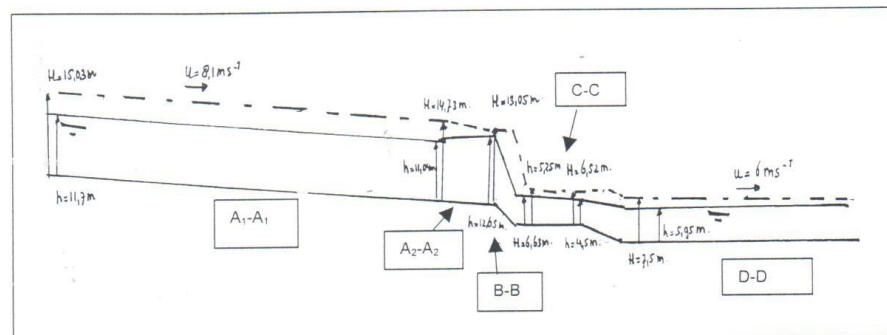 H=15,03m
U=8,1ms⁻¹
H=14,73m.
H=13,05m.
C-C
h=5,25m
H=6,52m.
U=6ms⁻¹
h=11,04m
h=11,7m
A₁-A₁
A₂-A₂
h=12,65m.
B-B
H=6,63m.
h=4,5m.
h=5,95m.
H=7,5m.
D-D